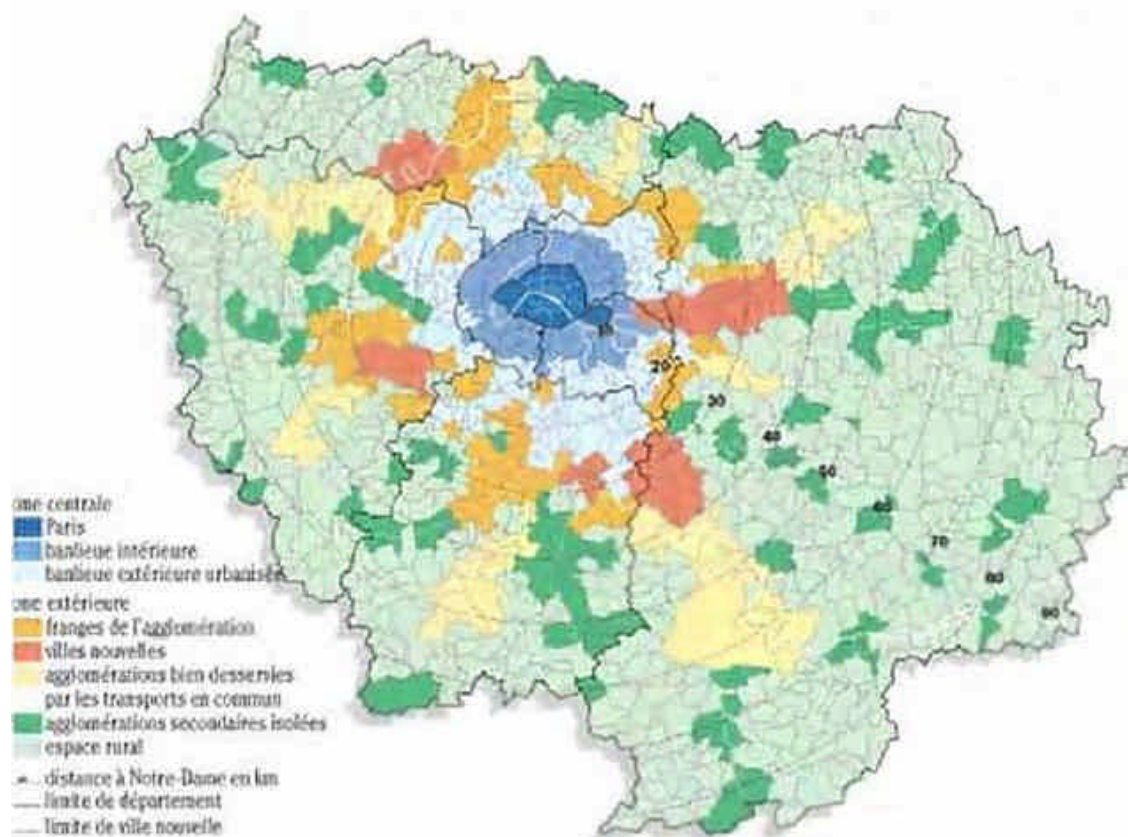 10
20
30
40
50
60
70
80
90
one centrale
Paris
banlieue intérieure
banlieue extérieure urbanisée
one extérieure
franges de l'agglomération
villes nouvelles
agglomérations bien desservies
par les transports en commun
agglomérations secondaires isolées
espace rural
distance à Notre-Dame en km
limite de département
limite de ville nouvelle